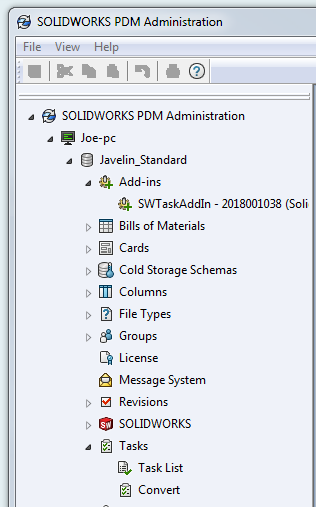 SOLIDWORKS PDM Administration
File View Help
SOLIDWORKS PDM Administration
Joe-pc
Javelin_Standard
Add-ins
SWTaskAddIn - 2018001038 (Soli
Bills of Materials
Cards
Cold Storage Schemas
Columns
File Types
Groups
License
Message System
Revisions
SOLIDWORKS
Tasks
Task List
Convert